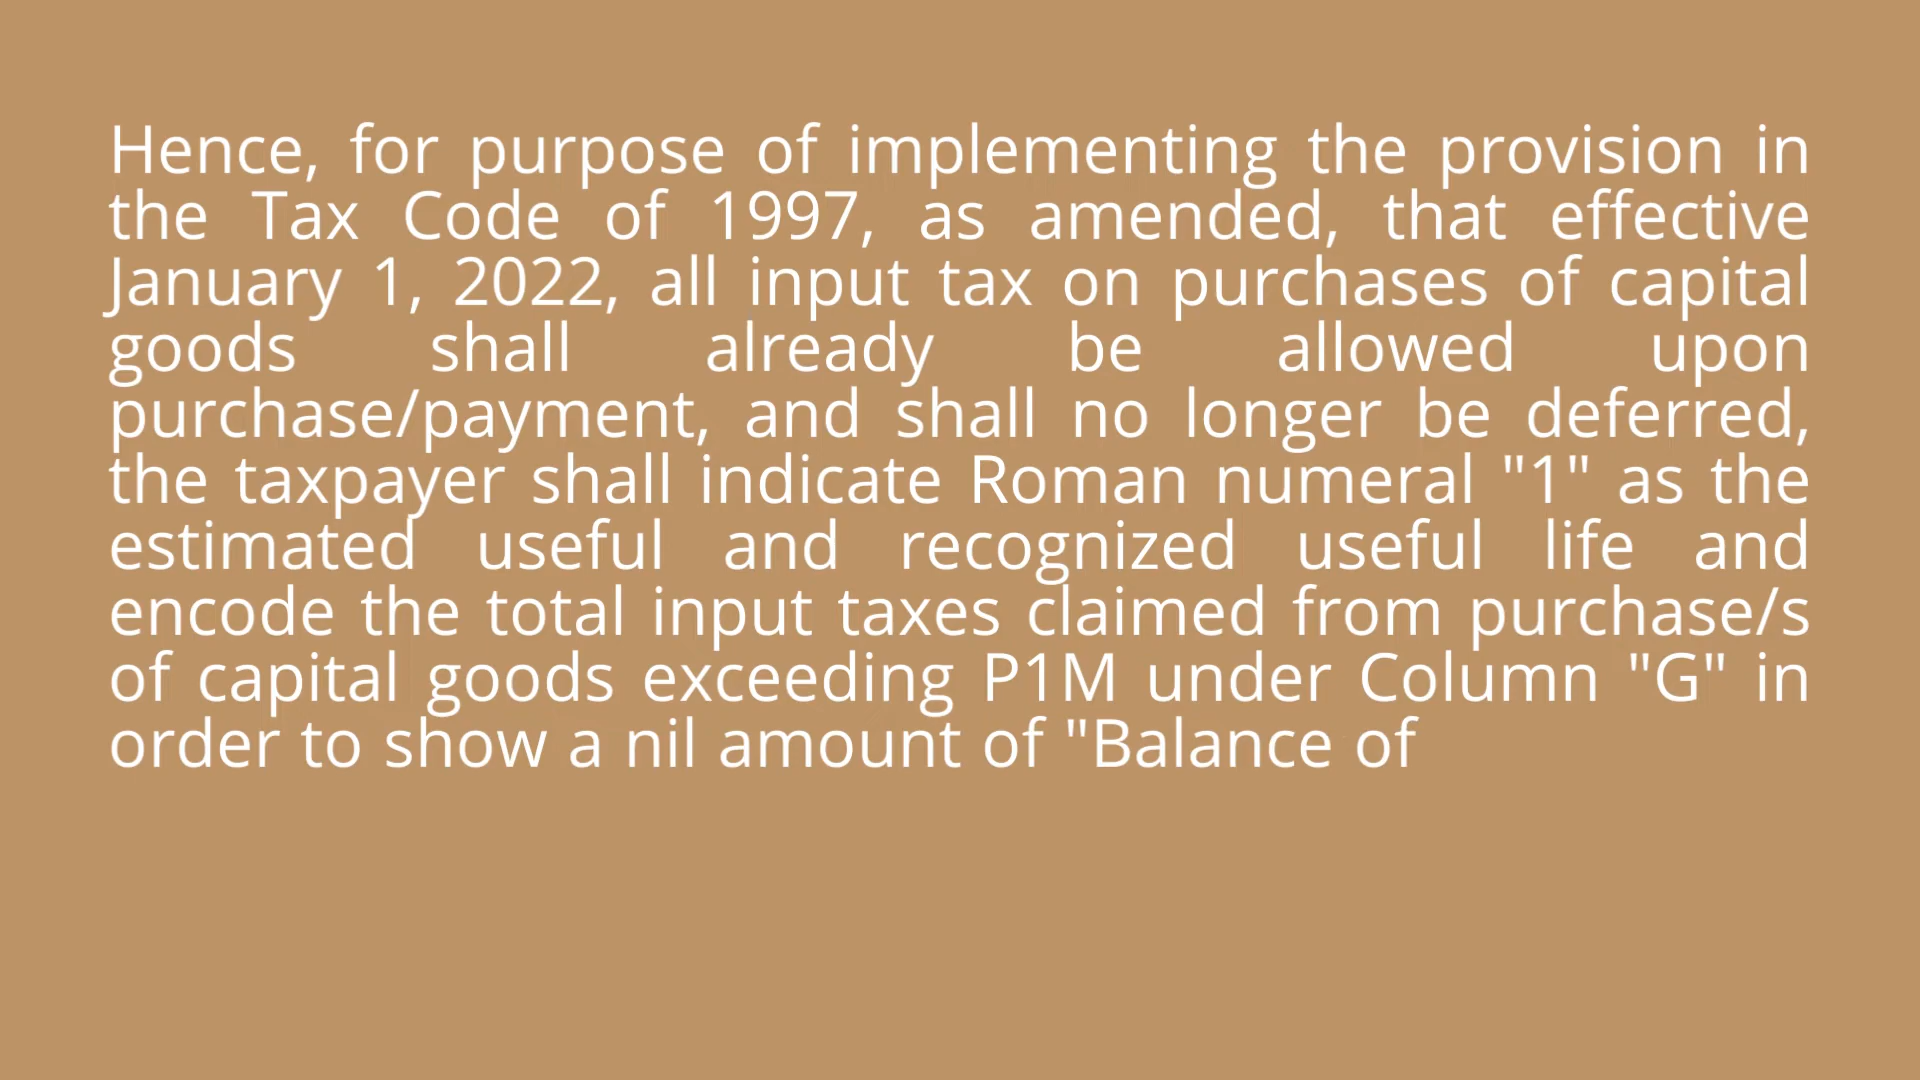 Hence, for purpose of implementing the provision in
the Tax Code of 1997, as amended, that effective
January 1, 2022, all input tax on purchases of capital
goods shall already be allowed upon
purchase/payment, and shall no longer be deferred,
the taxpayer shall indicate Roman numeral "1" as the
estimated useful and recognized useful life and
encode the total input taxes claimed from purchase/s
of capital goods exceeding P1M under Column "G" in
order to show a nil amount of "Balance of